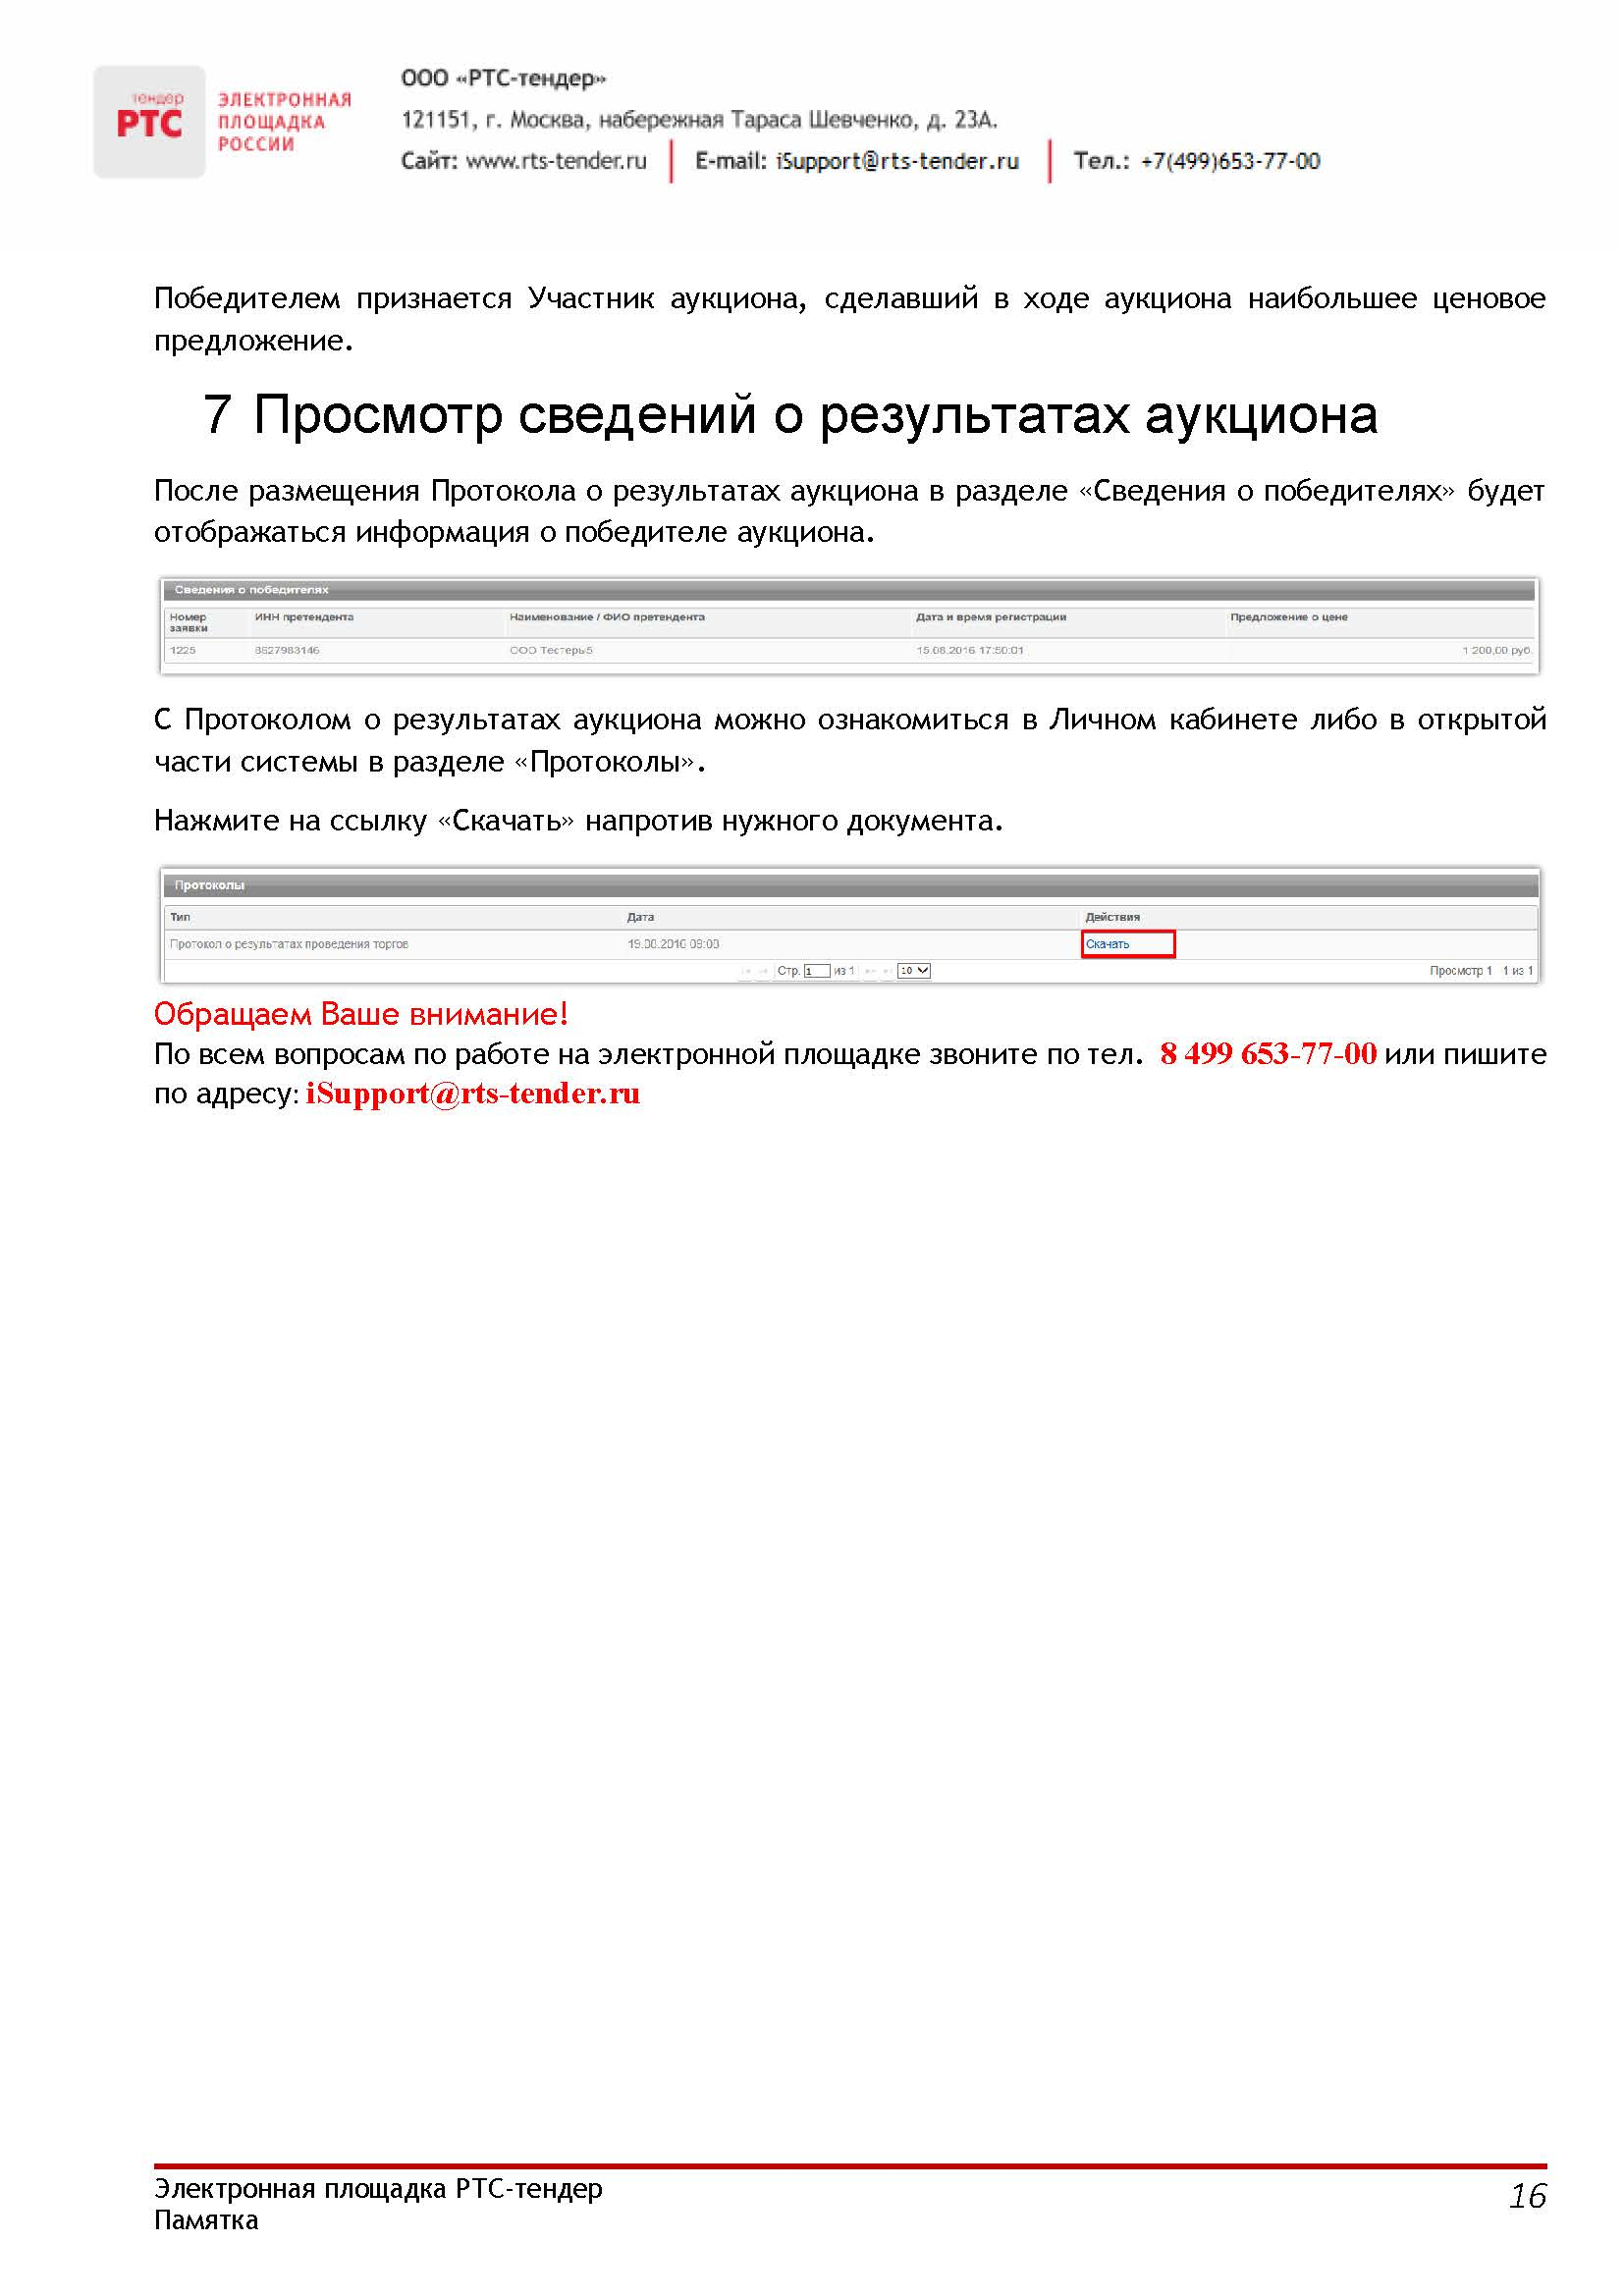 тендер
РТС
ЭЛЕКТРОННАЯ
ПЛОЩАДКА
РОССИИ
ООО «РТС-тендер»
121151, г. Москва, набережная Тараса Шевченко, д. 23А.
Сайт: www.rts-tender.ru E-mail: iSupport@rts-tender.ru Тел.: +7(499)653-77-00
Победителем признается Участник аукциона, сделавший в ходе аукциона наибольшее ценовое
предложение.
7 Просмотр сведений о результатах аукциона
После размещения Протокола о результатах аукциона в разделе «Сведения о победителях» будет
отображаться информация о победителе аукциона.
Сведения о победителях
Номер заявки ИНН претендента Наименование / ФИО претендента Дата и время регистрации Предложение о цене
1225 8627983146 ООО Тестеры5 15.08.2016 17:50:01 1 200,00 руб.
С Протоколом о результатах аукциона можно ознакомиться в Личном кабинете либо в открытой
части системы в разделе «Протоколы».
Нажмите на ссылку «Скачать» напротив нужного документа.
Протоколы
Тип Дата Действия
Протокол о результатах проведения торгов Скачать
Стр. 1 из 1 10 Просмотр 1 1 из 1
Обращаем Ваше внимание!
По всем вопросам по работе на электронной площадке звоните по тел. 8 499 653-77-00 или пишите
по адресу: iSupport@rts-tender.ru
Электронная площадка РТС-тендер
Памятка
16